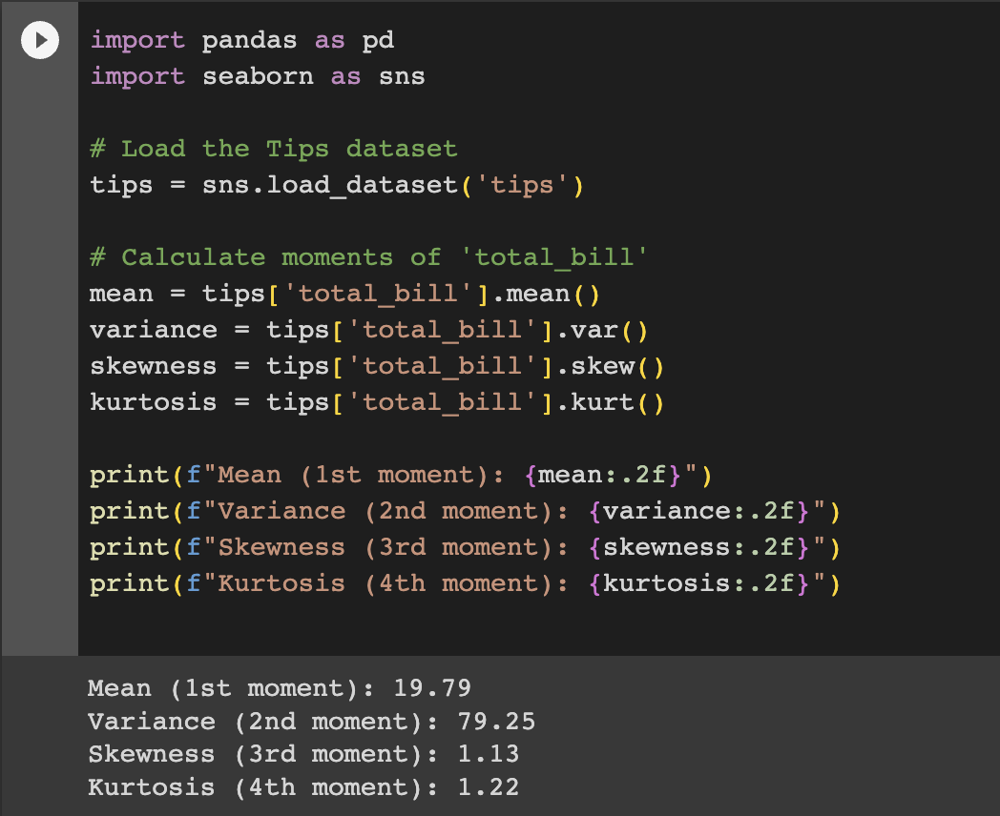 import pandas as pd
import seaborn as sns
# Load the Tips dataset
tips = sns.load_dataset('tips')
# Calculate moments of 'total_bill'
mean = tips['total_bill'].mean()
variance = tips['total_bill'].var()
skewness = tips['total_bill'].skew()
kurtosis = tips['total_bill'].kurt()
print(f"Mean (1st moment): {mean:.2f}")
print(f"Variance (2nd moment): {variance:.2f}")
print(f"Skewness (3rd moment): {skewness:.2f}")
print(f"Kurtosis (4th moment): {kurtosis:.2f}")
Mean (1st moment): 19.79
Variance (2nd moment): 79.25
Skewness (3rd moment): 1.13
Kurtosis (4th moment): 1.22